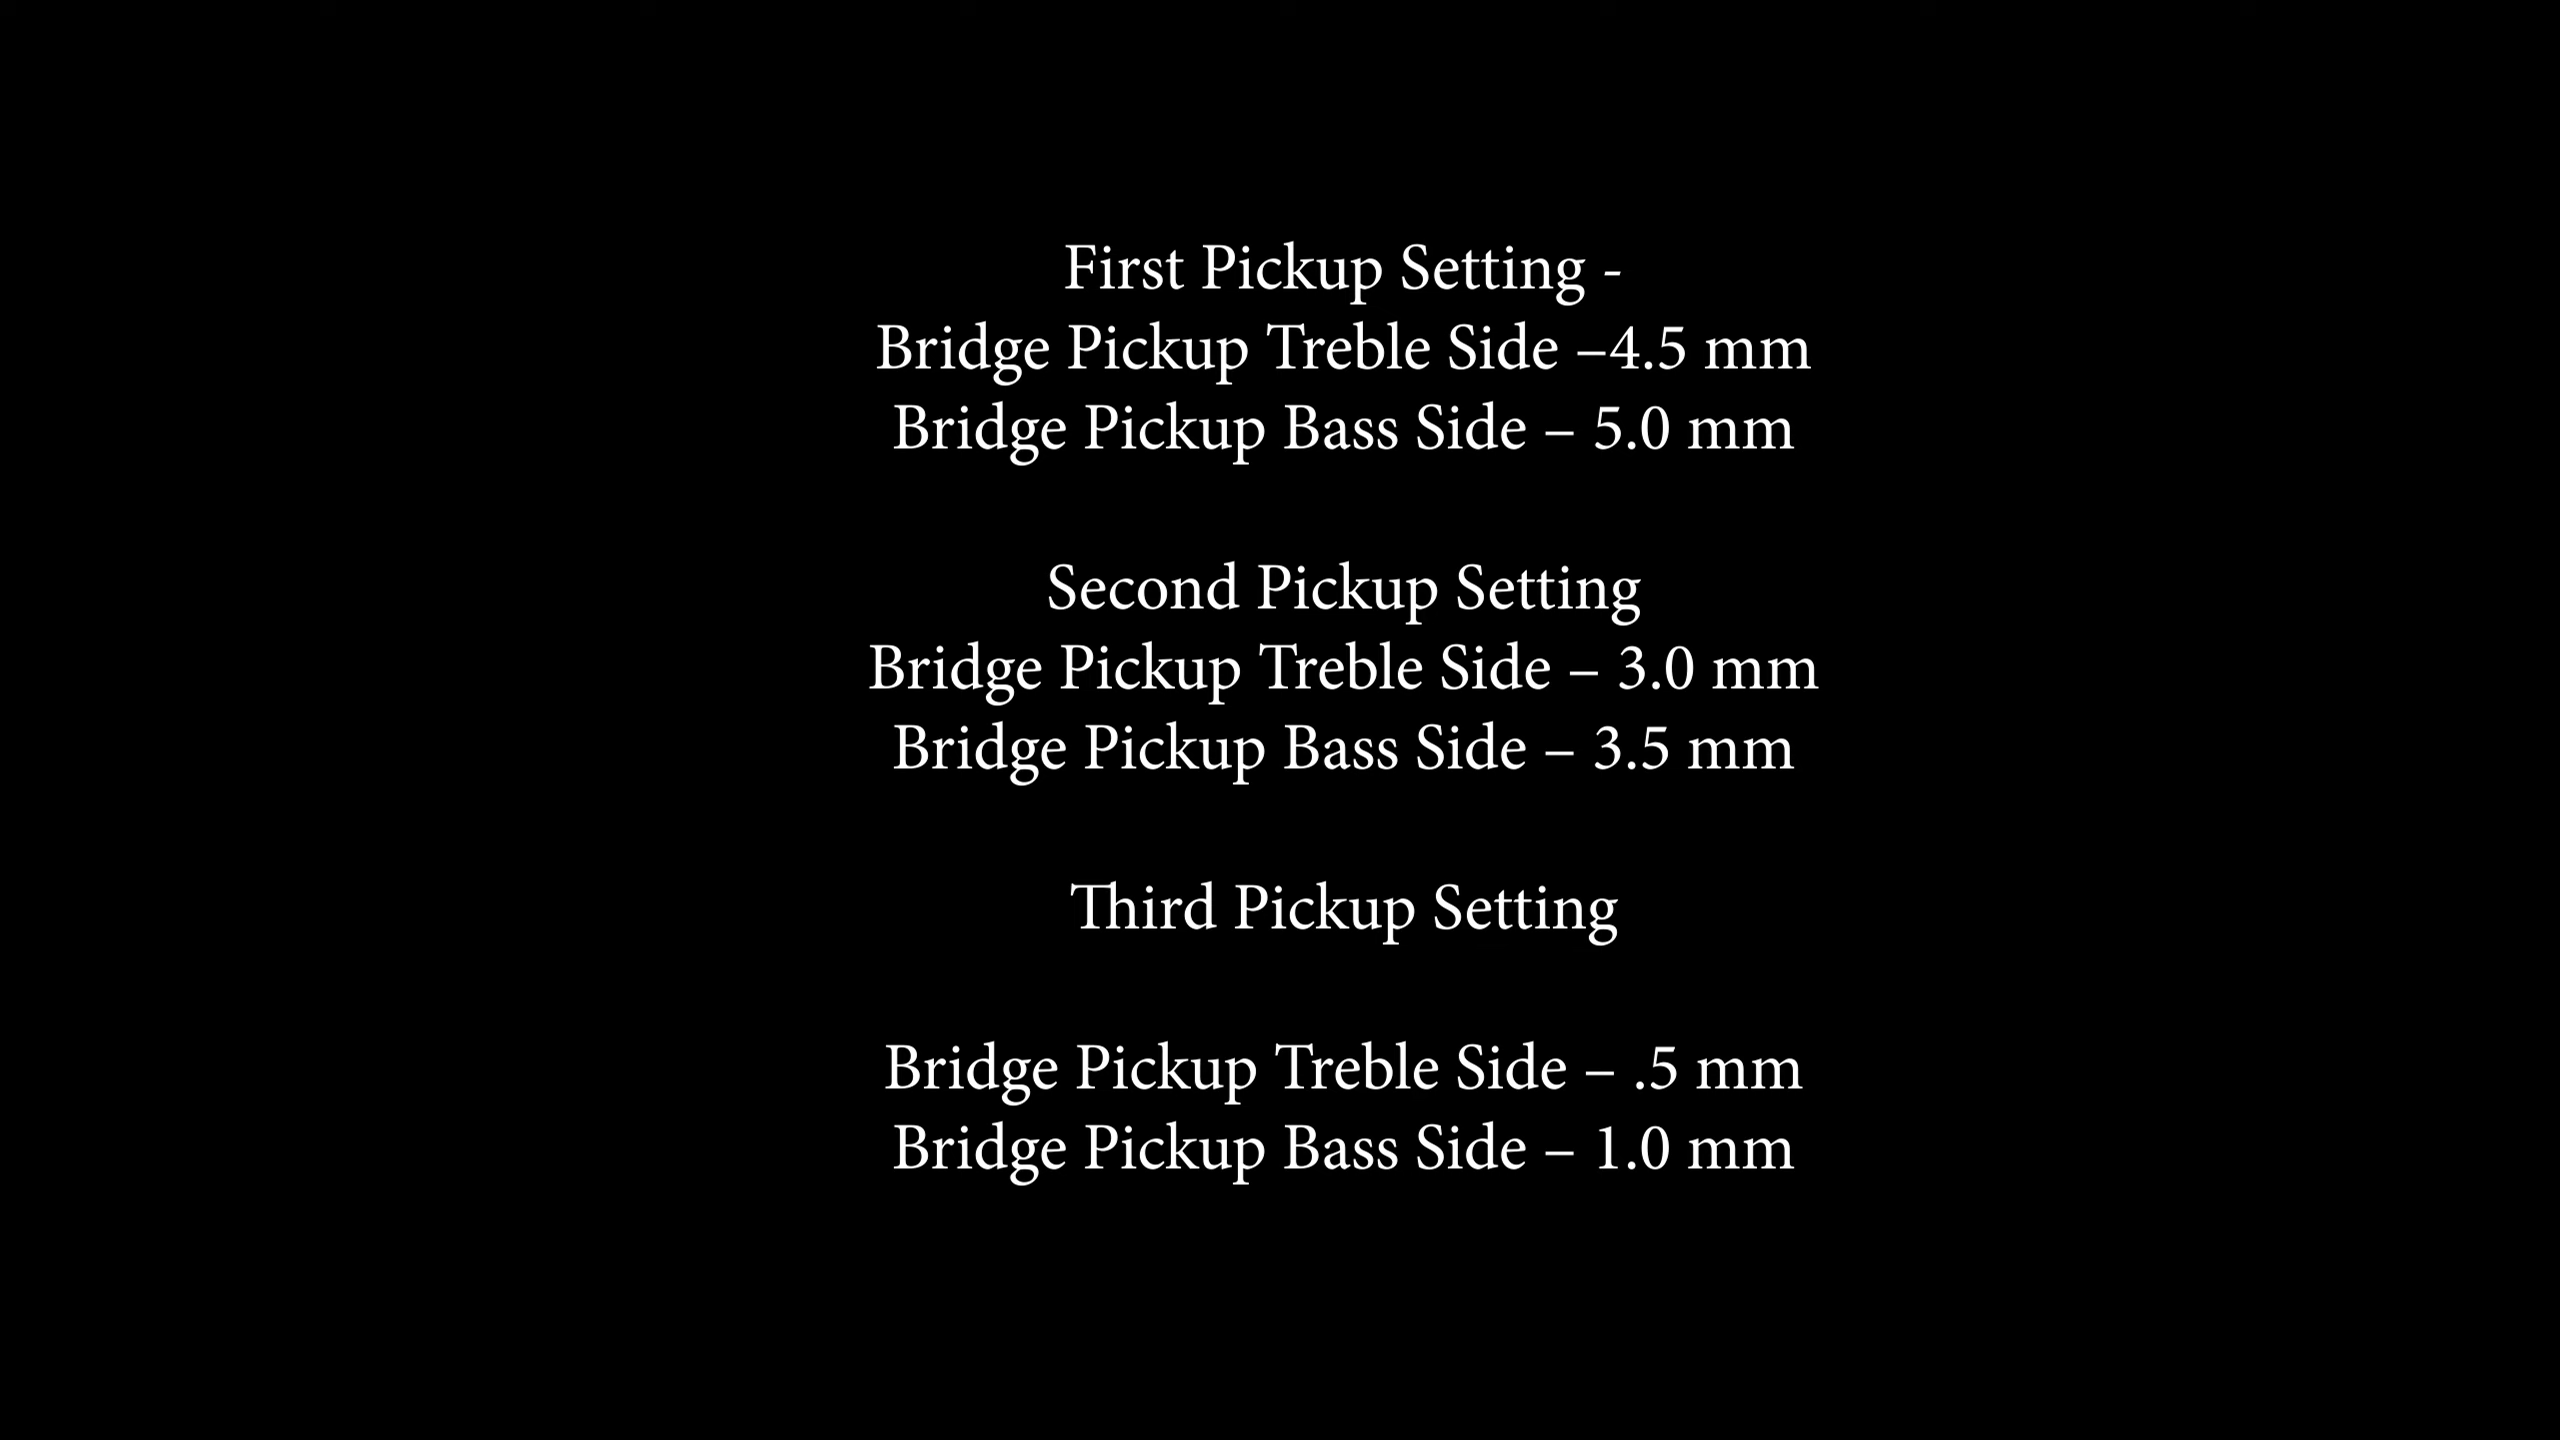 First Pickup Setting -
Bridge Pickup Treble Side –4.5 mm
Bridge Pickup Bass Side – 5.0 mm
Second Pickup Setting
Bridge Pickup Treble Side – 3.0 mm
Bridge Pickup Bass Side – 3.5 mm
Third Pickup Setting
Bridge Pickup Treble Side – .5 mm
Bridge Pickup Bass Side – 1.0 mm